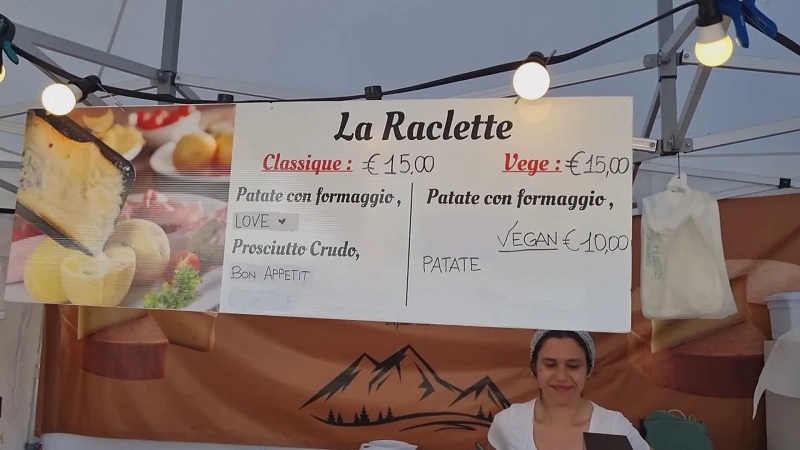 La Raclette
Classique : €15,00
Patate con formaggio,
LOVE ♥
Prosciutto Crudo,
BON APPETIT
Vege : €15,00
Patate con formaggio,
VEGAN €10,00
PATATE